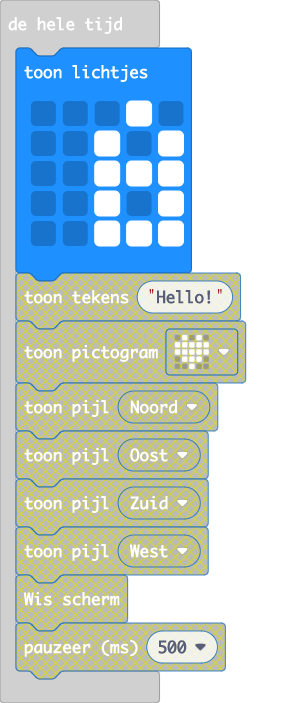 de hele tijd
toon lichtjes
toon tekens "Hello!"
toon pictogram
toon pijl Noord
toon pijl Oost
toon pijl Zuid
toon pijl West
Wis scherm
pauzeer (ms) 500